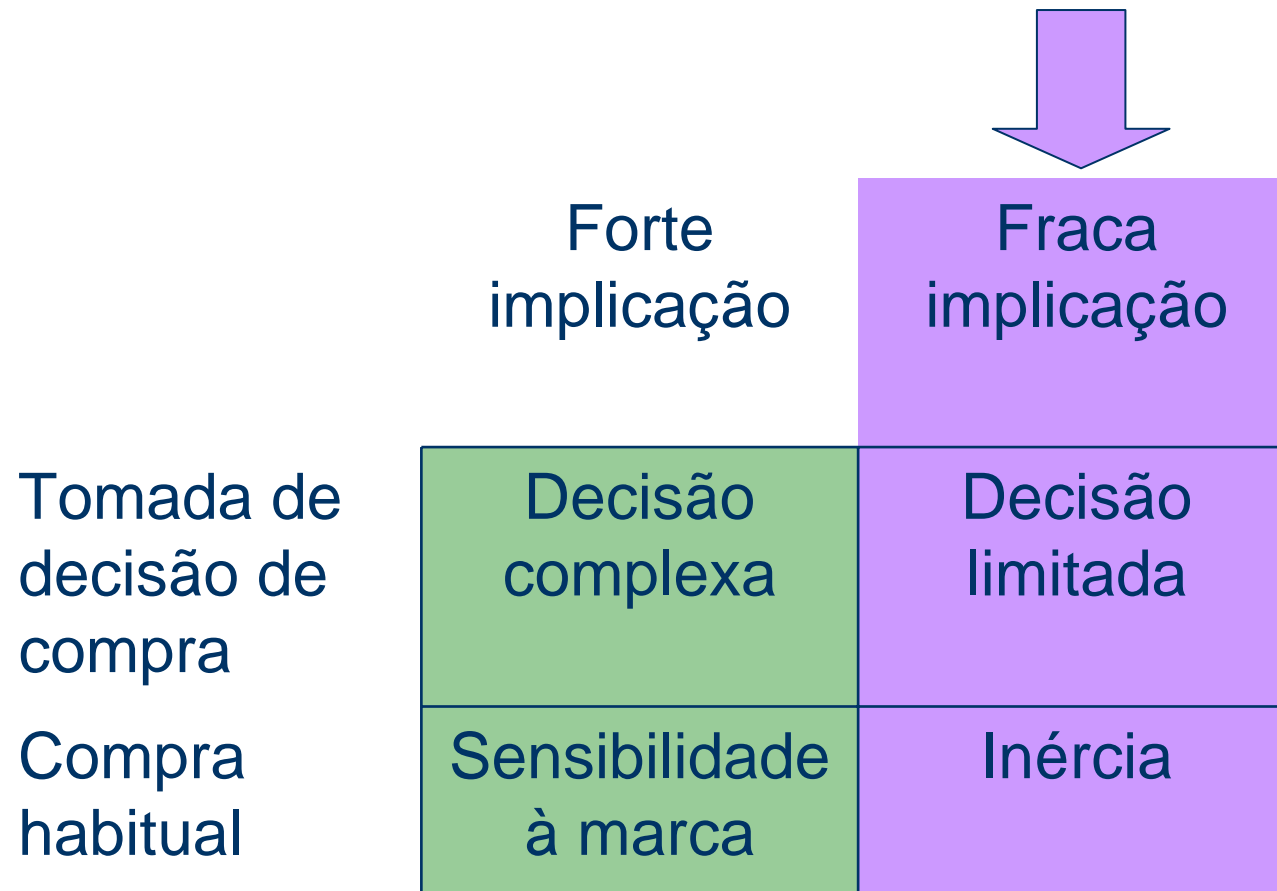 Forte
implicação
Fraca
implicação
Tomada de
decisão de
compra
Decisão
complexa
Decisão
limitada
Compra
habitual
Sensibilidade
à marca
Inércia